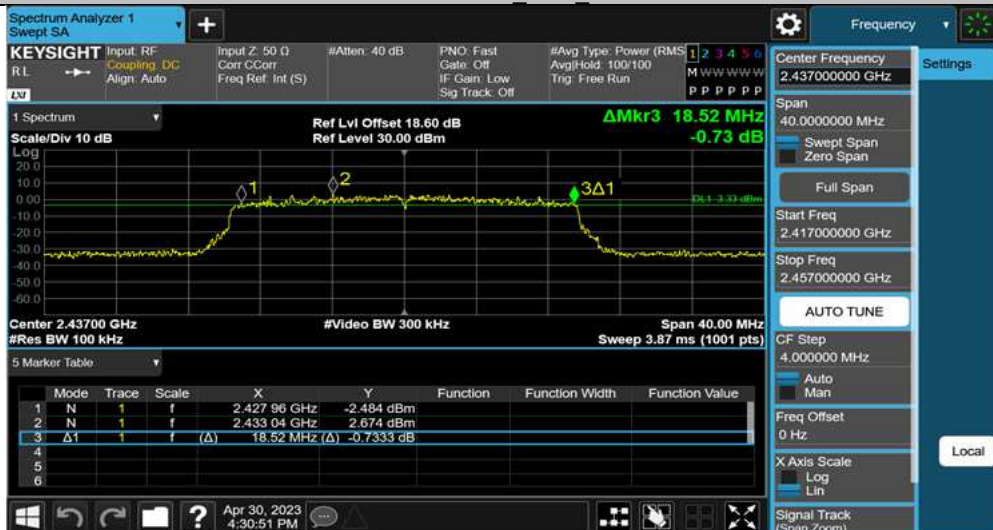 Spectrum Analyzer 1
Swept SA
+
Frequency
KEYSIGHT
RL
LXI
Input: RF
Coupling: DC
Align: Auto
Input Z: 50 Ω
Corr CCorr
Freq Ref: Int (S)
#Atten: 40 dB
PNO: Fast
Gate: Off
IF Gain: Low
Sig Track: Off
#Avg Type: Power (RMS
Avg|Hold: 100/100
Trig: Free Run
1 2 3 4 5 6
M W W W W W
P P P P P P
1 Spectrum
Scale/Div 10 dB
Ref Lvl Offset 18.60 dB
Ref Level 30.00 dBm
ΔMkr3 18.52 MHz
-0.73 dB
Log
20.0
10.0
0.00
-10.0
-20.0
-30.0
-40.0
-50.0
-60.0
1
2
3Δ1
DL1 -3.33 dBm
Center 2.43700 GHz
#Res BW 100 kHz
#Video BW 300 kHz
Span 40.00 MHz
Sweep 3.87 ms (1001 pts)
5 Marker Table
Mode Trace Scale X Y Function Function Width Function Value
1 N 1 f 2.427 96 GHz -2.484 dBm
2 N 1 f 2.433 04 GHz 2.674 dBm
3 Δ1 1 f (Δ) 18.52 MHz (Δ) -0.7333 dB
4
5
6
?
Apr 30, 2023
4:30:51 PM
Center Frequency
2.437000000 GHz
Span
40.0000000 MHz
Swept Span
Zero Span
Full Span
Start Freq
2.417000000 GHz
Stop Freq
2.457000000 GHz
AUTO TUNE
CF Step
4.000000 MHz
Auto
Man
Freq Offset
0 Hz
X Axis Scale
Log
Lin
Signal Track
(Span Zoom)
Settings
Local